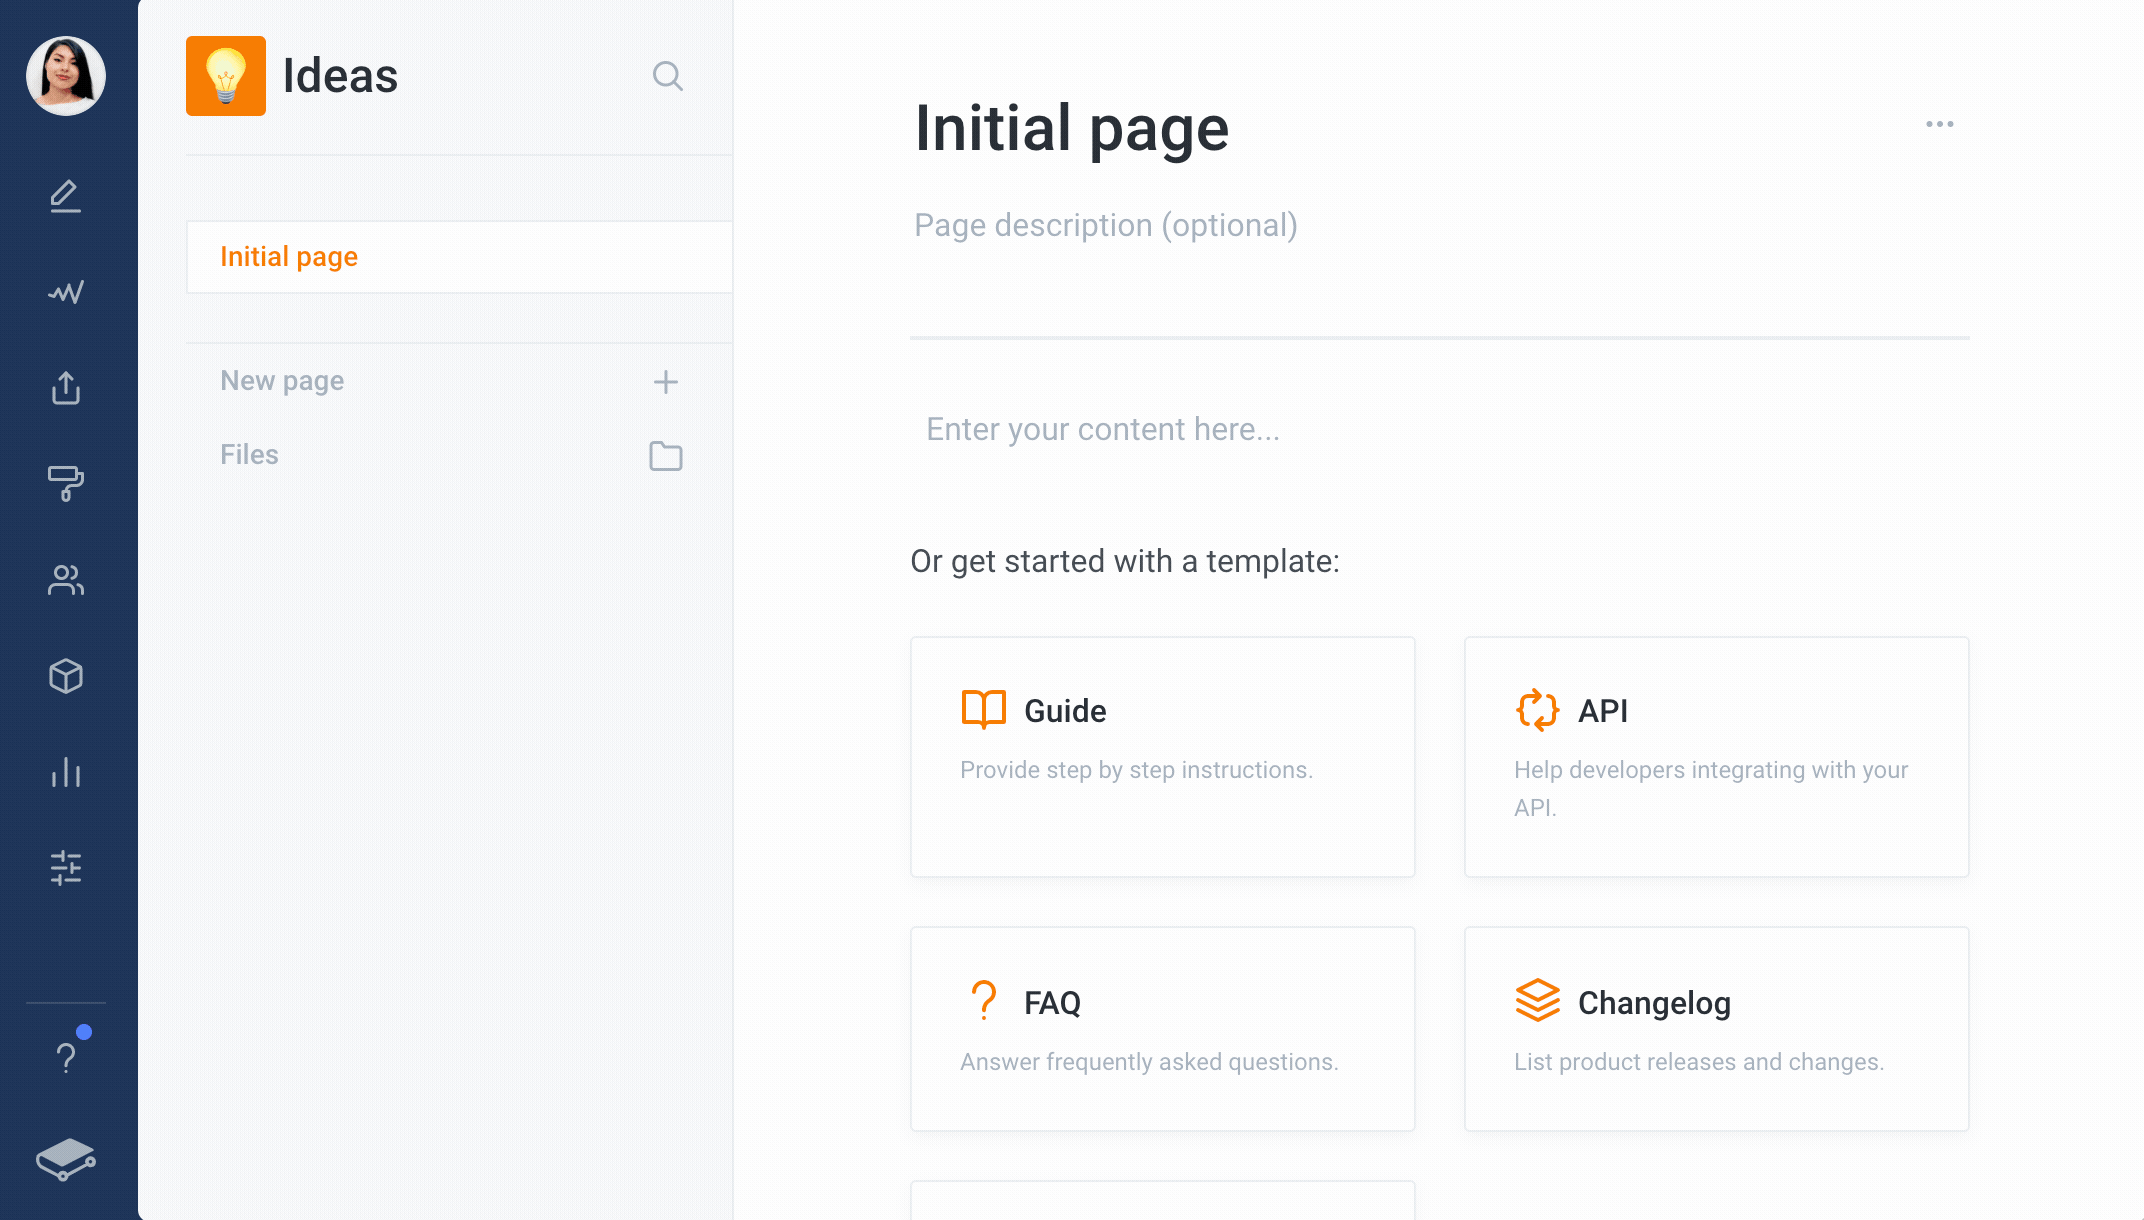 Ideas
Initial page
New page
Files
Initial page
Page description (optional)
Enter your content here...
Or get started with a template:
Guide
Provide step by step instructions.
API
Help developers integrating with your
API.
FAQ
Answer frequently asked questions.
Changelog
List product releases and changes.